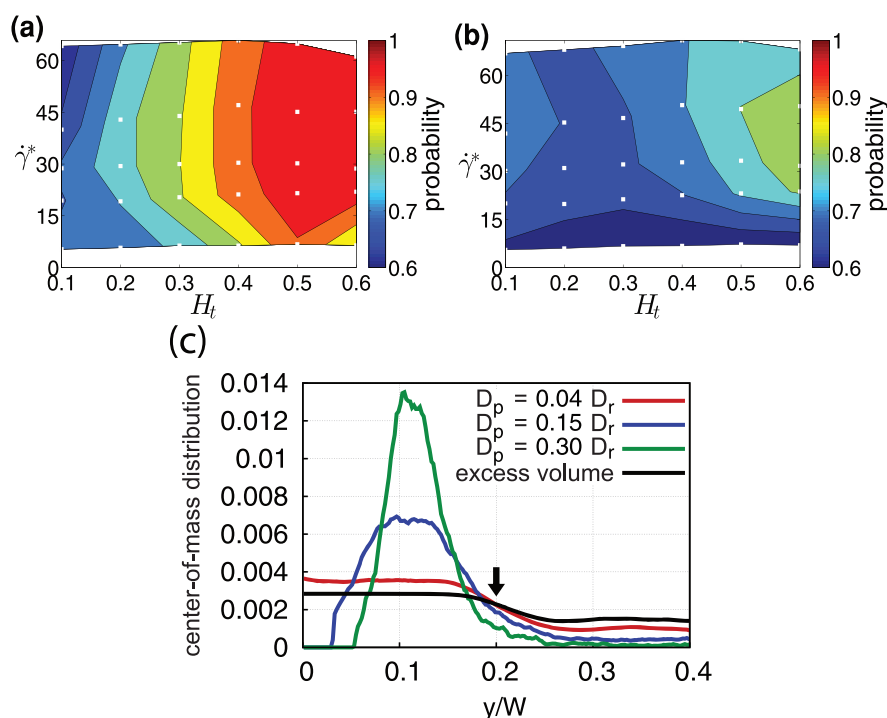 (a)
60
45
30
15
0
γ̇*
0.1 0.2 0.3 0.4 0.5 0.6
H_t
1
0.9
0.8
0.7
0.6
probability
(b)
60
45
30
15
0
γ̇*
0.1 0.2 0.3 0.4 0.5 0.6
H_t
1
0.9
0.8
0.7
0.6
probability
(c)
center-of-mass distribution
0.014
0.012
0.01
0.008
0.006
0.004
0.002
0
D_p = 0.04 D_r
D_p = 0.15 D_r
D_p = 0.30 D_r
excess volume
0 0.1 0.2 0.3 0.4
y/W